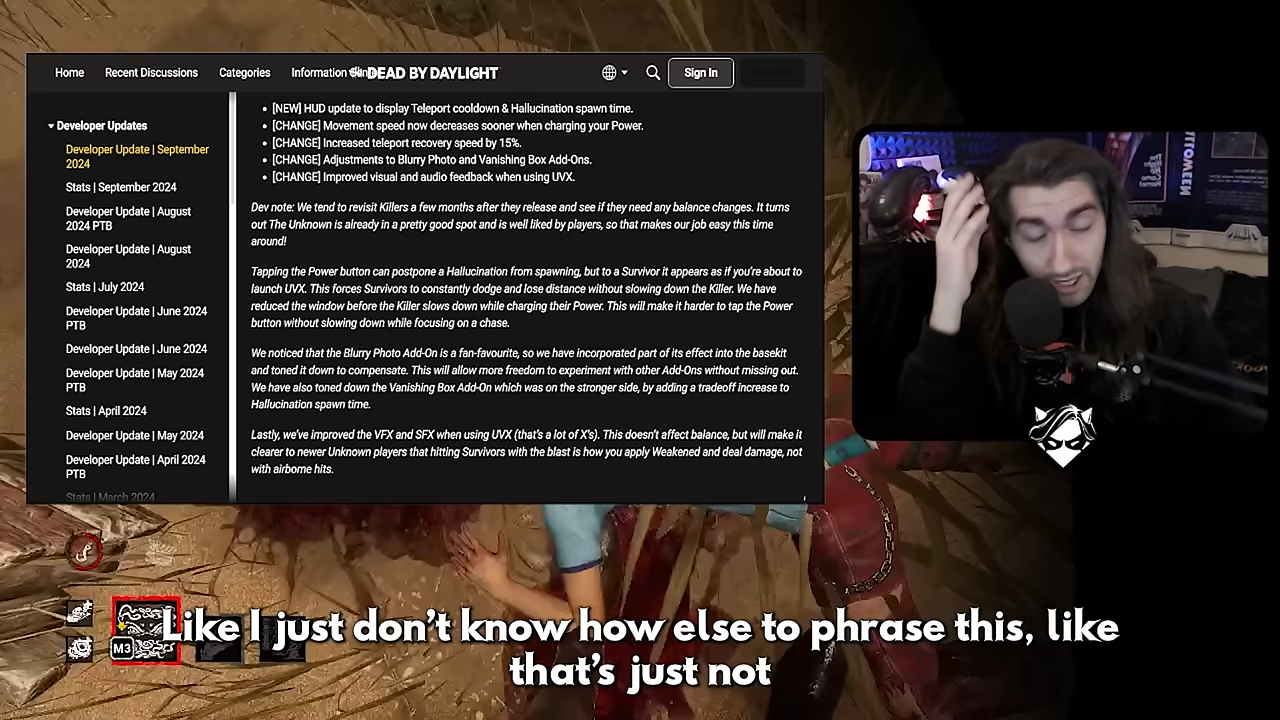 Home
Recent Discussions
Categories
Information
DEAD BY DAYLIGHT
Sign In
Developer Updates
Developer Update | September
2024
Stats | September 2024
Developer Update | August
2024 PTB
Developer Update | August
2024
Stats | July 2024
Developer Update | June 2024
PTB
Developer Update | June 2024
Developer Update | May 2024
PTB
Stats | April 2024
Developer Update | May 2024
Developer Update | April 2024
PTB
Stats | March 2024
[NEW] HUD update to display Teleport cooldown & Hallucination spawn time.
[CHANGE] Movement speed now decreases sooner when charging your Power.
[CHANGE] Increased teleport recovery speed by 15%.
[CHANGE] Adjustments to Blurry Photo and Vanishing Box Add-Ons.
[CHANGE] Improved visual and audio feedback when using UVX.
Dev note: We tend to revisit Killers a few months after they release and see if they need any balance changes. It turns
out The Unknown is already in a pretty good spot and is well liked by players, so that makes our job easy this time
around!
Tapping the Power button can postpone a Hallucination from spawning, but to a Survivor it appears as if you're about to
launch UVX. This forces Survivors to constantly dodge and lose distance without slowing down the Killer. We have
reduced the window before the Killer slows down while charging their Power. This will make it harder to tap the Power
button without slowing down while focusing on a chase.
We noticed that the Blurry Photo Add-On is a fan-favourite, so we have incorporated part of its effect into the basekit
and toned it down to compensate. This will allow more freedom to experiment with other Add-Ons without missing out.
We have also toned down the Vanishing Box Add-On which was on the stronger side, by adding a tradeoff increase to
Hallucination spawn time.
Lastly, we've improved the VFX and SFX when using UVX (that's a lot of X's). This doesn't affect balance, but will make it
clearer to newer Unknown players that hitting Survivors with the blast is how you apply Weakened and deal damage, not
with airborne hits.
M3
Like I just don't know how else to phrase this, like
that's just not